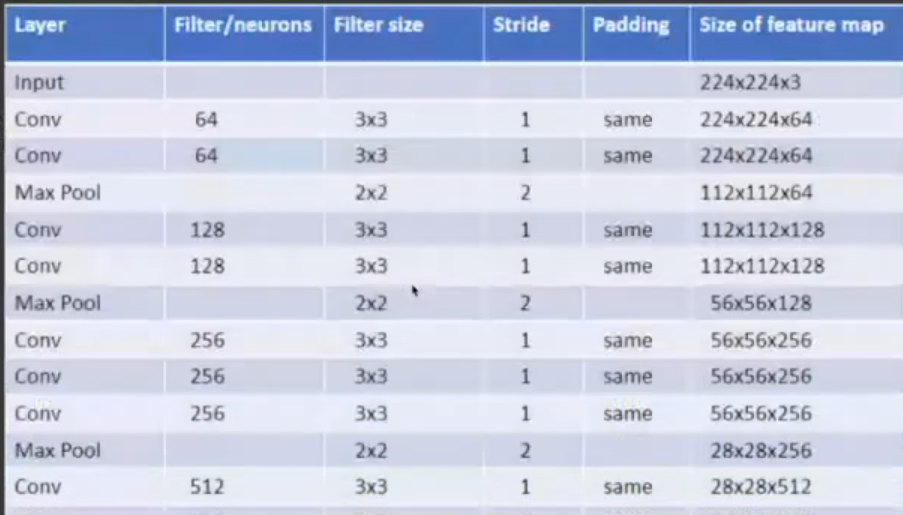 Layer Filter/neurons Filter size Stride Padding Size of feature map
Input 224x224x3
Conv 64 3x3 1 same 224x224x64
Conv 64 3x3 1 same 224x224x64
Max Pool 2x2 2 112x112x64
Conv 128 3x3 1 same 112x112x128
Conv 128 3x3 1 same 112x112x128
Max Pool 2x2 2 56x56x128
Conv 256 3x3 1 same 56x56x256
Conv 256 3x3 1 same 56x56x256
Conv 256 3x3 1 same 56x56x256
Max Pool 2x2 2 28x28x256
Conv 512 3x3 1 same 28x28x512